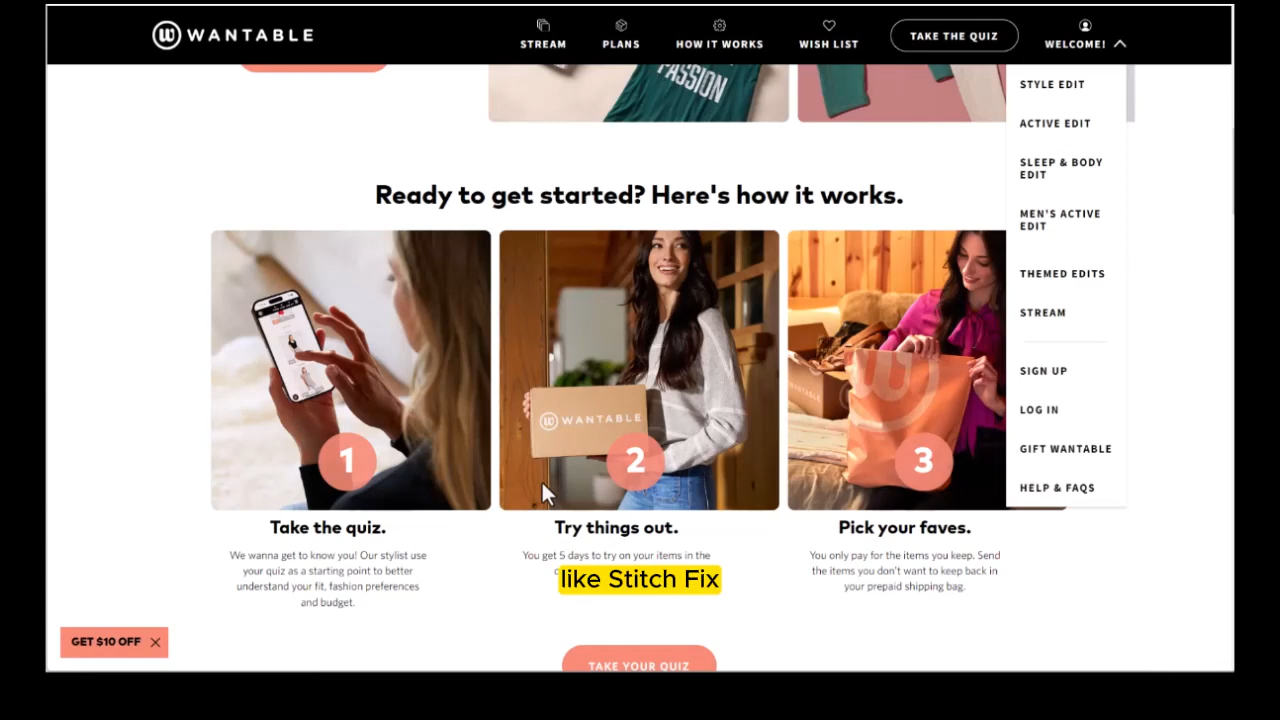 WANTABLE
STREAM
PLANS
HOW IT WORKS
WISH LIST
TAKE THE QUIZ
WELCOME!
PASSION
STYLE EDIT
ACTIVE EDIT
SLEEP & BODY
EDIT
MEN'S ACTIVE
EDIT
THEMED EDITS
STREAM
SIGN UP
LOG IN
GIFT WANTABLE
HELP & FAQS
Ready to get started? Here's how it works.
WANTABLE
1
2
3
Take the quiz.
We wanna get to know you! Our stylist use
your quiz as a starting point to better
understand your fit, fashion preferences
and budget.
Try things out.
You get 5 days to try on your items in the
like Stitch Fix
Pick your faves.
You only pay for the items you keep. Send
the items you don't want to keep back in
your prepaid shipping bag.
GET $10 OFF
TAKE YOUR QUIZ